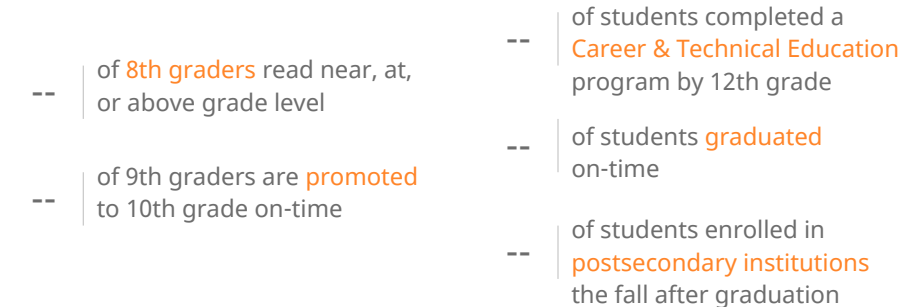 --
of 8th graders read near, at,
or above grade level
--
of 9th graders are promoted
to 10th grade on-time
--
of students completed a
Career & Technical Education
program by 12th grade
--
of students graduated
on-time
--
of students enrolled in
postsecondary institutions
the fall after graduation